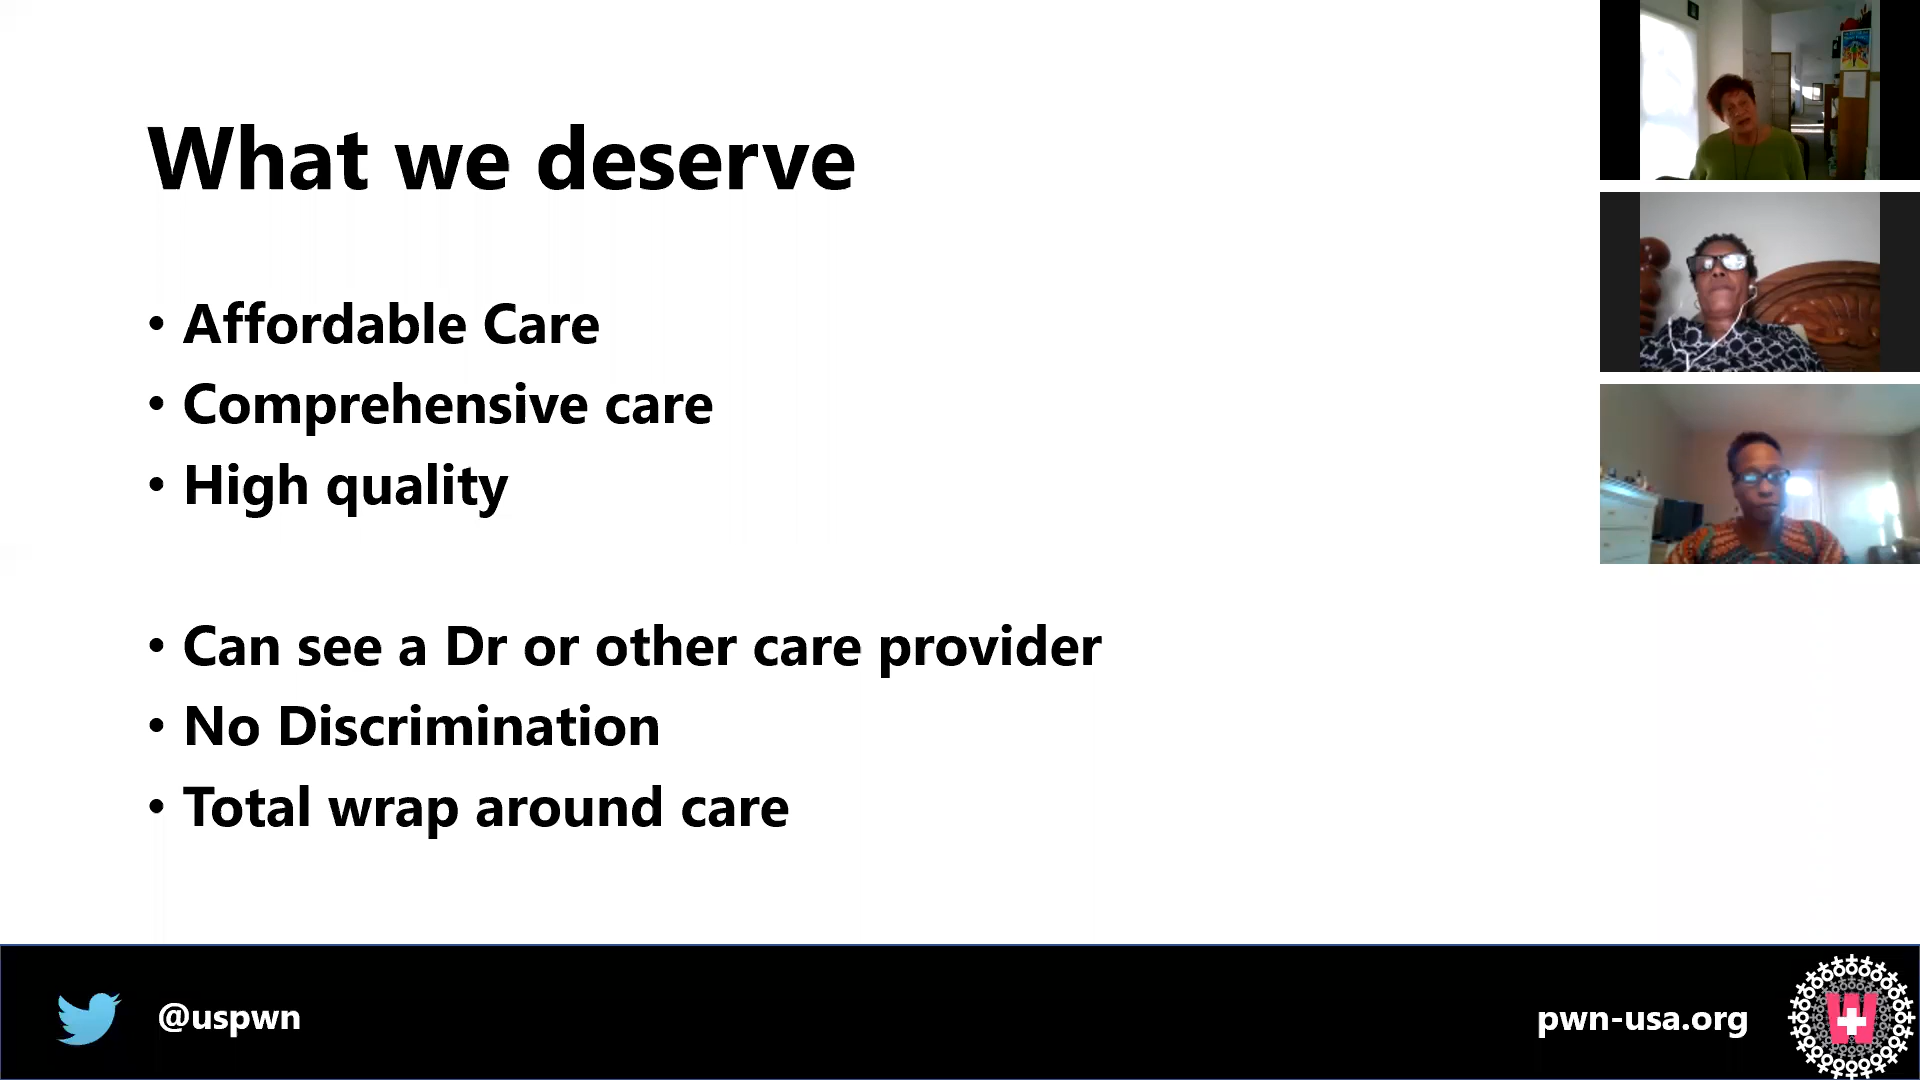 What we deserve
• Affordable Care
• Comprehensive care
• High quality
• Can see a Dr or other care provider
• No Discrimination
• Total wrap around care
@uspwn
pwn-usa.org
W